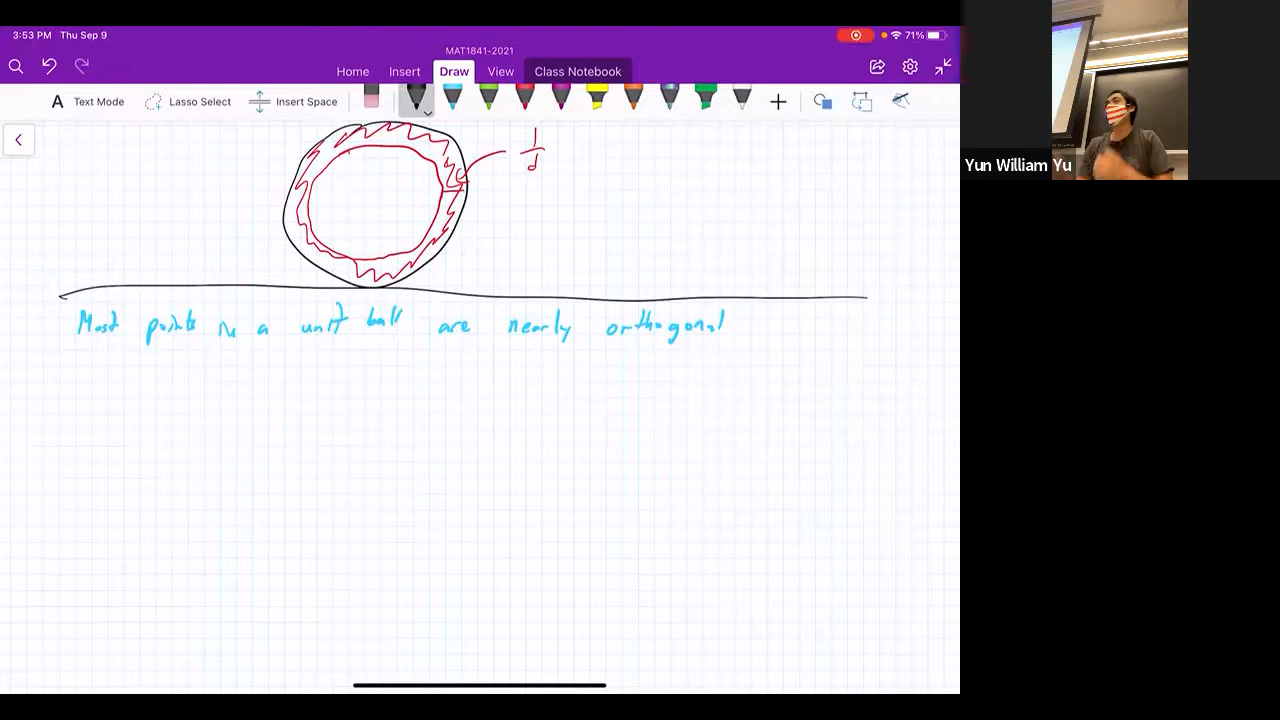 3:53 PM Thu Sep 9
71%
MAT1841-2021
Home Insert Draw View Class Notebook
Text Mode Lasso Select Insert Space
1
d
Most points in a unit ball are nearly orthogonal
Yun William Yu